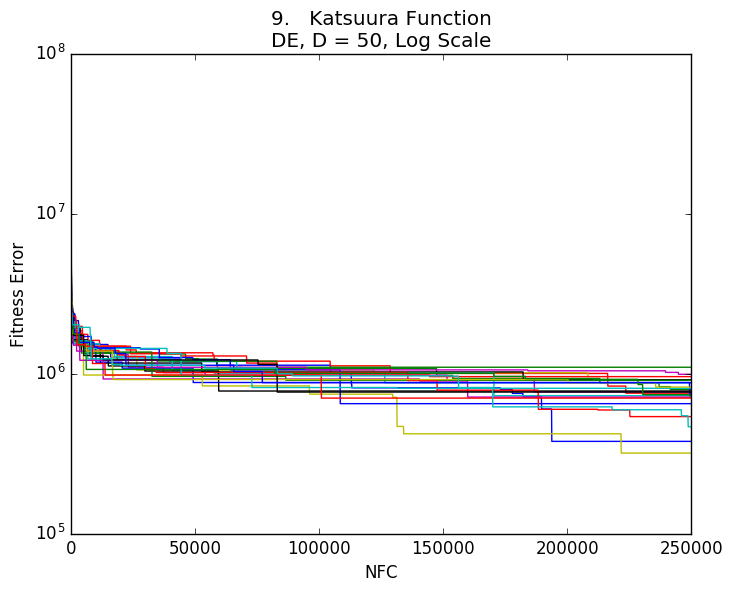 9.   Katsuura Function
DE, D = 50, Log Scale
10^8
10^7
10^6
10^5
Fitness Error
0 50000 100000 150000 200000 250000
NFC